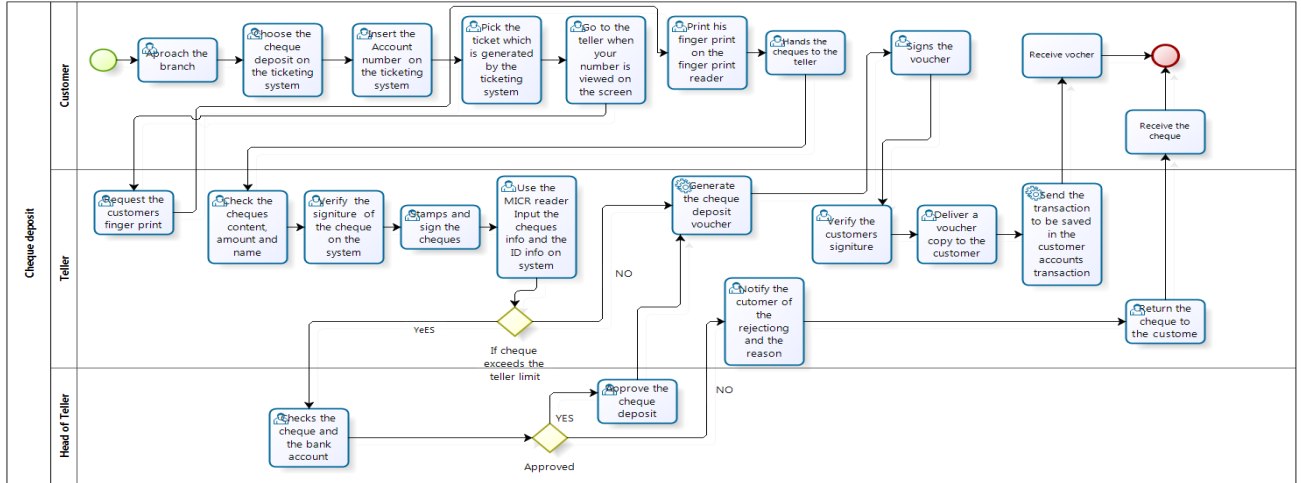 Cheque deposit
Customer
Aproach the
branch
Choose the
cheque
deposit on
the ticketing
system
Insert the
Account
number on
the ticketing
system
Pick the
ticket which
is generated
by the
ticketing
system
Go to the
teller when
your
number is
viewed on
the screen
Print his
finger print
on the
finger print
reader
Hands the
cheques to the
teller
Signs the
voucher
Receive vocher
Receive the
cheque
Teller
Request the
customers
finger print
Check the
cheques
content,
amount and
name
Verify the
signiture of
the cheque
on the
system
Stamps and
sign the
cheques
Use the
MICR reader
Input the
cheques
info and the
ID info on
system
Generate
the cheque
deposit
voucher
Verify the
customers
signiture
Deliver a
voucher
copy to the
customer
Send the
transaction
to be saved
in the
customer
accounts
transaction
NO
YeES
If cheque
exceeds the
teller limit
Notify the
cutomer of
the
rejectiong
and the
reason
Return the
cheque to
the custome
Head of Teller
Checks the
cheque and
the bank
account
YES
Approved
Approve the
cheque
deposit
NO